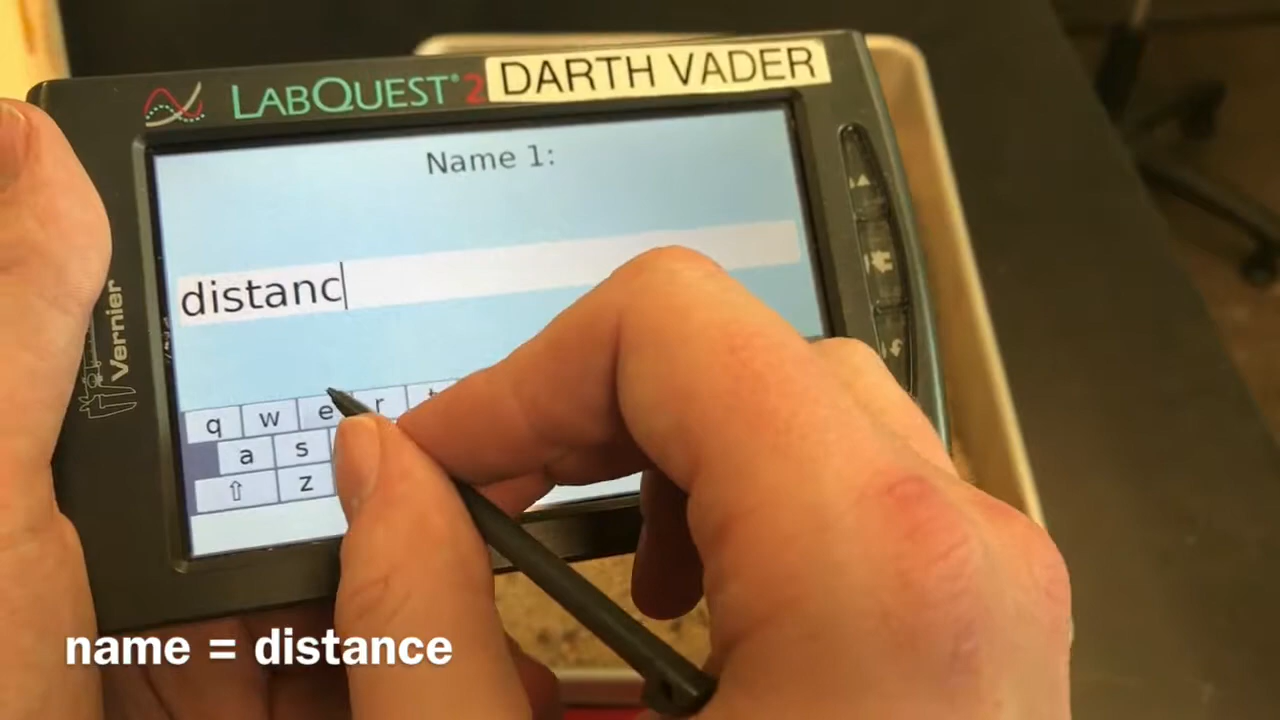 LABQUEST® 2 DARTH VADER
Name 1:
distanc
Vernier
q w e r
a s
z
name = distance